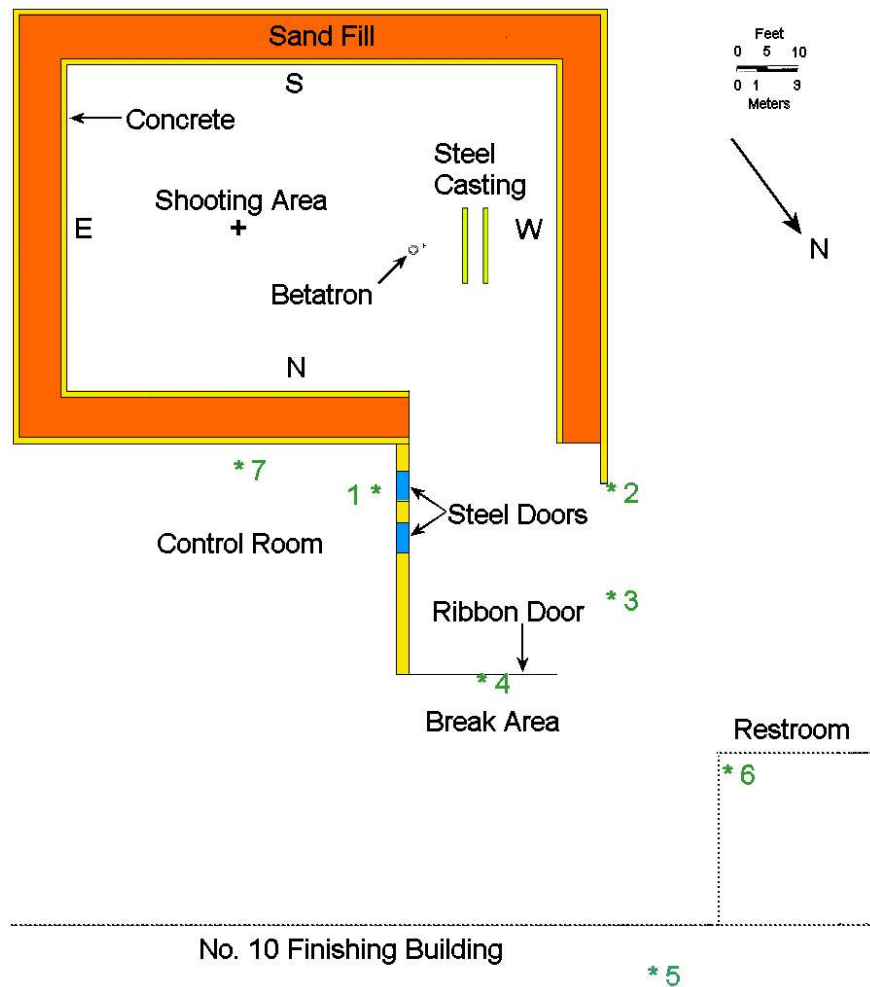 Sand Fill
Feet
0 5 10
0 1 3
Meters
S
Concrete
Steel
Casting
Shooting Area
+
E
W
N
Betatron
N
* 7
1 *
* 2
Steel Doors
Control Room
* 3
Ribbon Door
* 4
Break Area
Restroom
* 6
No. 10 Finishing Building
* 5